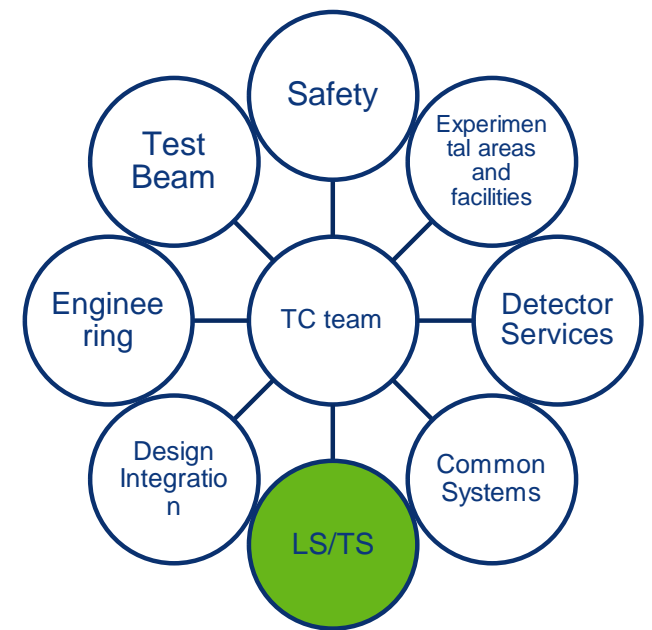 Safety
Experimen
tal areas
and
facilities
Test
Beam
Enginee
ring
TC team
Detector
Services
Design
Integratio
n
Common
Systems
LS/TS